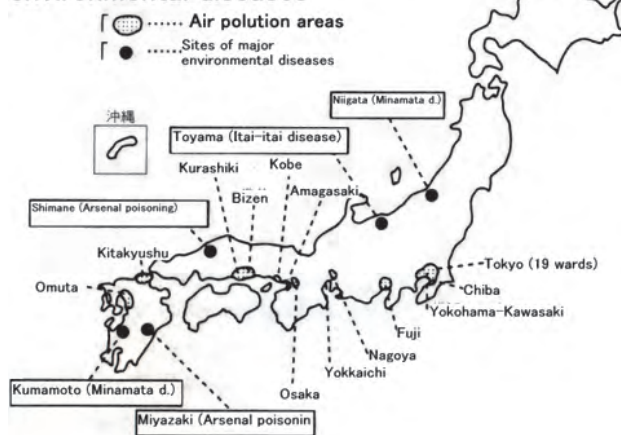 environmental diseases
Air polution areas
Sites of major
environmental diseases
Niigata (Minamata d.)
沖縄
Toyama (Itai-itai disease)
Kurashiki
Kobe
Bizen
Amagasaki
Shimane (Arsenal poisoning)
Kitakyushu
Omuta
Tokyo (19 wards)
Chiba
Yokohama-Kawasaki
Fuji
Nagoya
Yokkaichi
Osaka
Kumamoto (Minamata d.)
Miyazaki (Arsenal poisonin